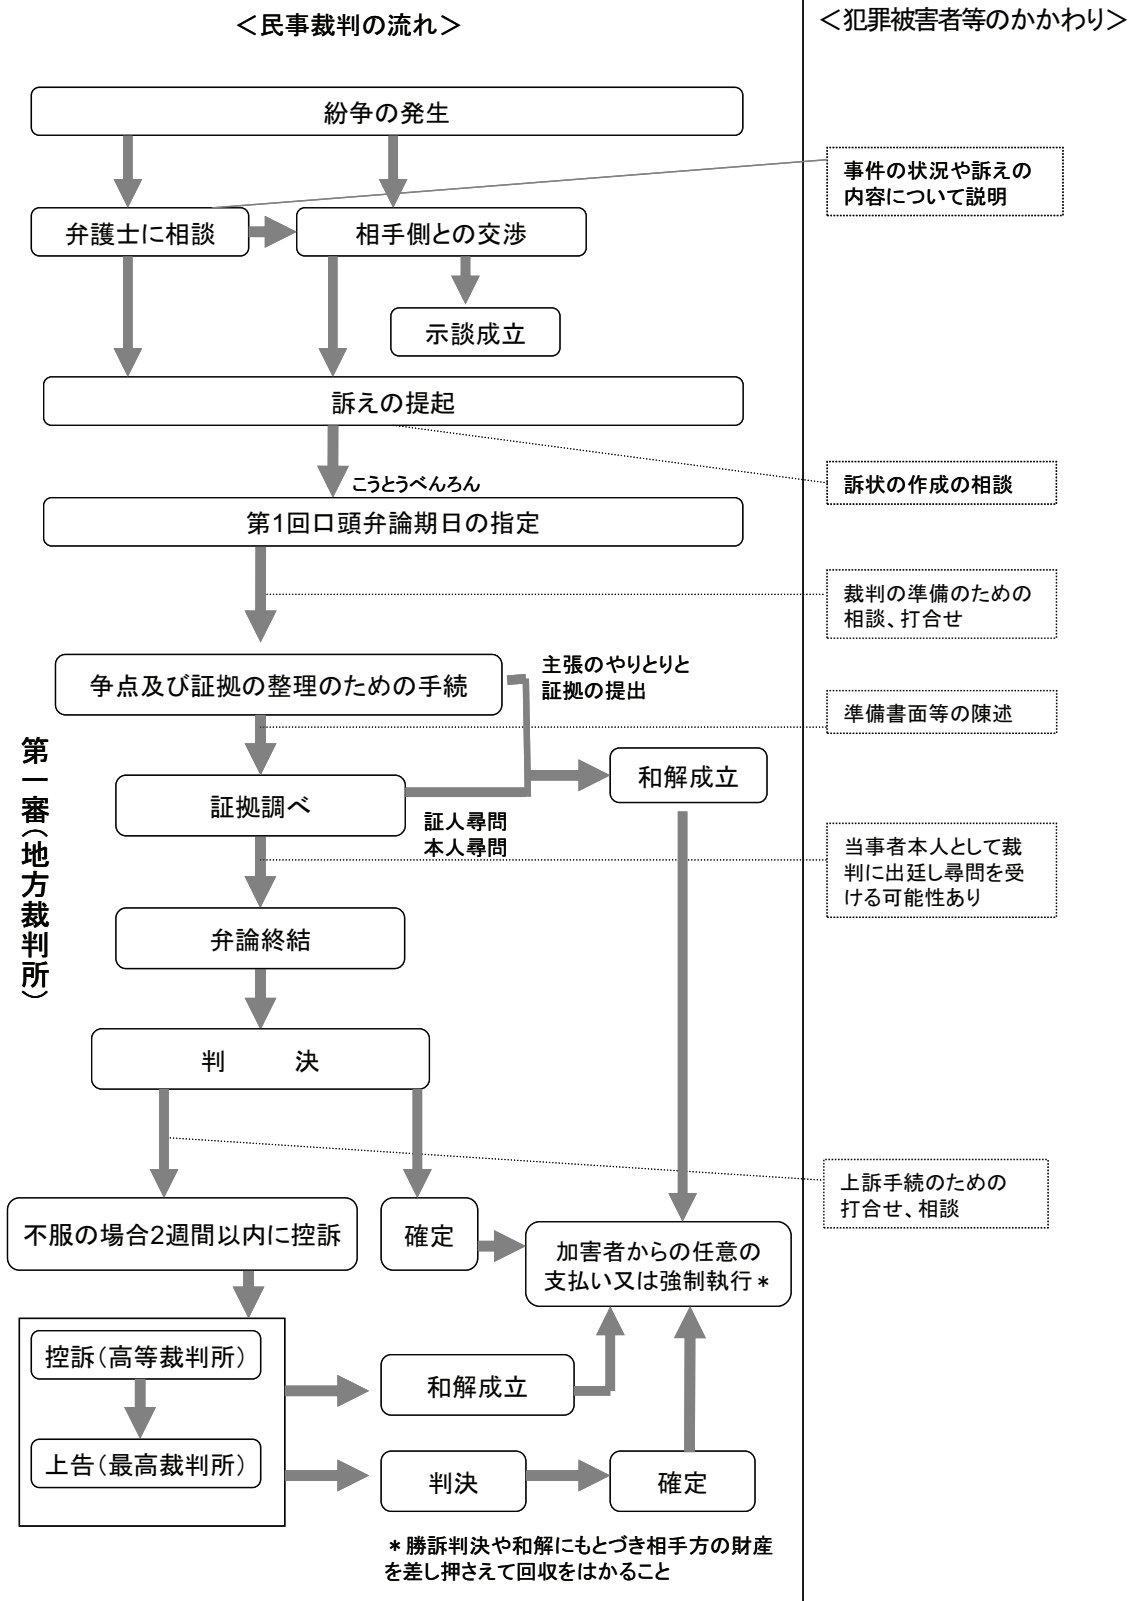 ＜民事裁判の流れ＞
＜犯罪被害者等のかかわり＞
紛争の発生
事件の状況や訴えの
内容について説明
弁護士に相談
相手側との交渉
示談成立
訴えの提起
訴状の作成の相談
こうとうべんろん
第1回口頭弁論期日の指定
裁判の準備のための
相談、打合せ
争点及び証拠の整理のための手続
主張のやりとりと
証拠の提出
準備書面等の陳述
第一審（地方裁判所）
和解成立
証拠調べ
証人尋問
本人尋問
当事者本人として裁
判に出廷し尋問を受
ける可能性あり
弁論終結
判　　決
上訴手続のための
打合せ、相談
不服の場合2週間以内に控訴
確定
加害者からの任意の
支払い又は強制執行＊
控訴（高等裁判所）
和解成立
上告（最高裁判所）
判決
確定
＊勝訴判決や和解にもとづき相手方の財産
を差し押さえて回収をはかること